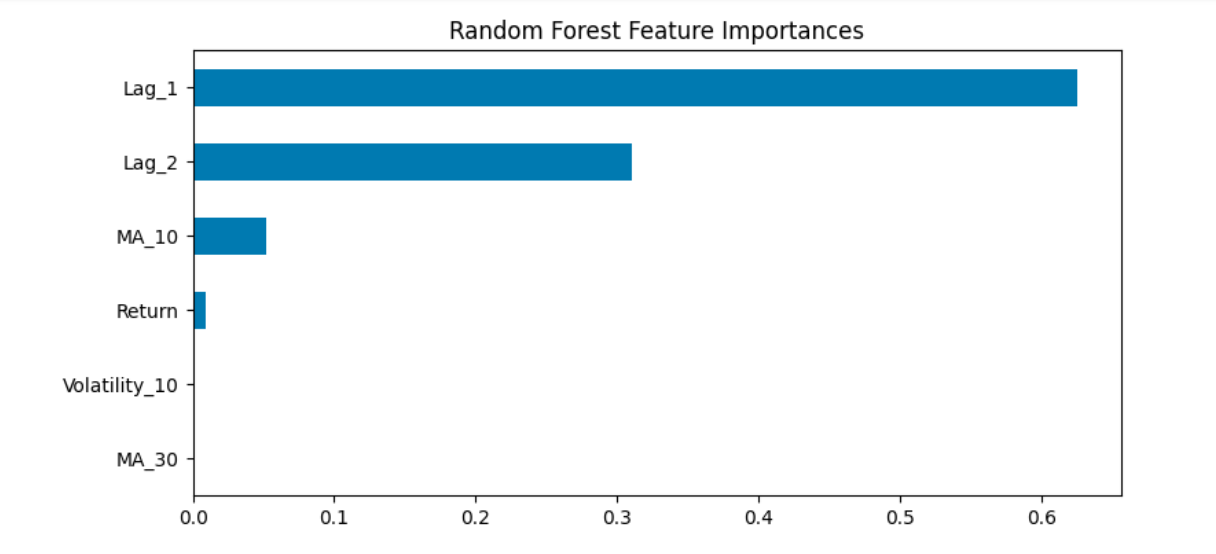 Random Forest Feature Importances
Lag_1
Lag_2
MA_10
Return
Volatility_10
MA_30
0.0 0.1 0.2 0.3 0.4 0.5 0.6